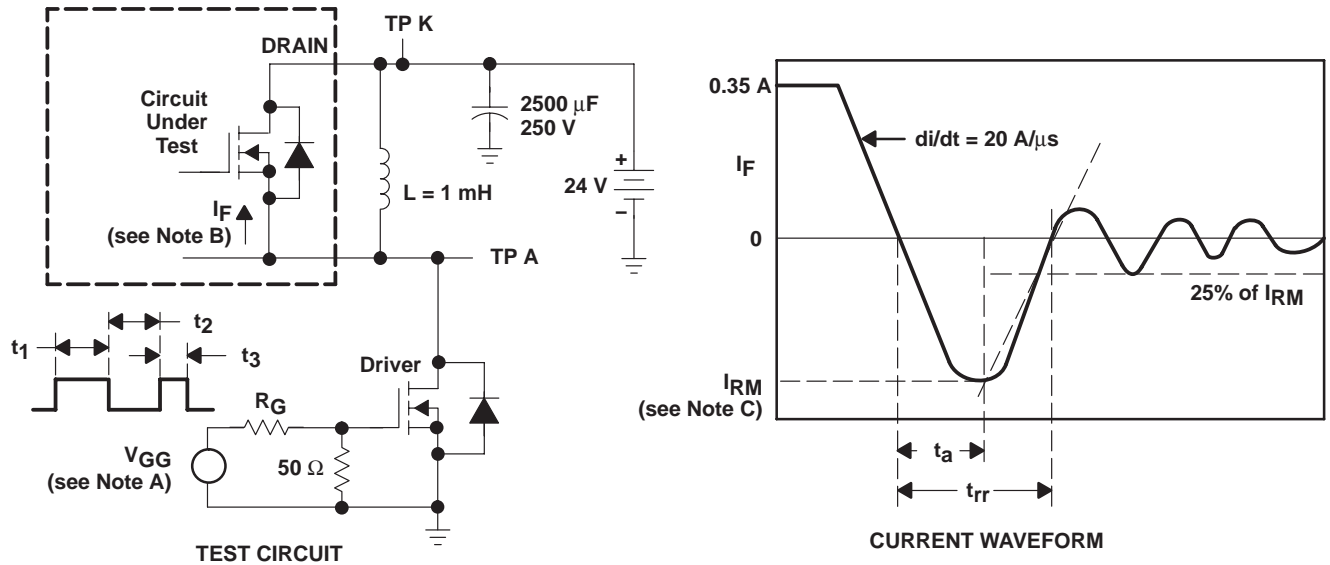 TP K
DRAIN
Circuit
Under
Test
2500 µF
250 V
+
24 V
–
L = 1 mH
IF
(see Note B)
TP A
t1
t2
t3
Driver
RG
50 Ω
VGG
(see Note A)
TEST CIRCUIT
0.35 A
di/dt = 20 A/µs
IF
0
25% of IRM
IRM
(see Note C)
ta
trr
CURRENT WAVEFORM